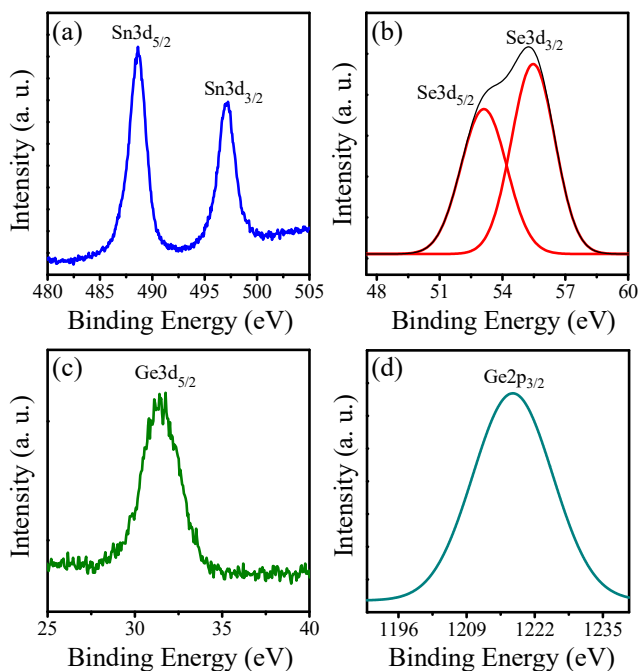 (a)
Sn3d5/2
Sn3d3/2
Intensity (a. u.)
480 485 490 495 500 505
Binding Energy (eV)
(b)
Se3d3/2
Se3d5/2
Intensity (a. u.)
48 51 54 57 60
Binding Energy (eV)
(c)
Ge3d5/2
Intensity (a. u.)
25 30 35 40
Binding Energy (eV)
(d)
Ge2p3/2
Intensity (a. u.)
1196 1209 1222 1235
Binding Energy (eV)